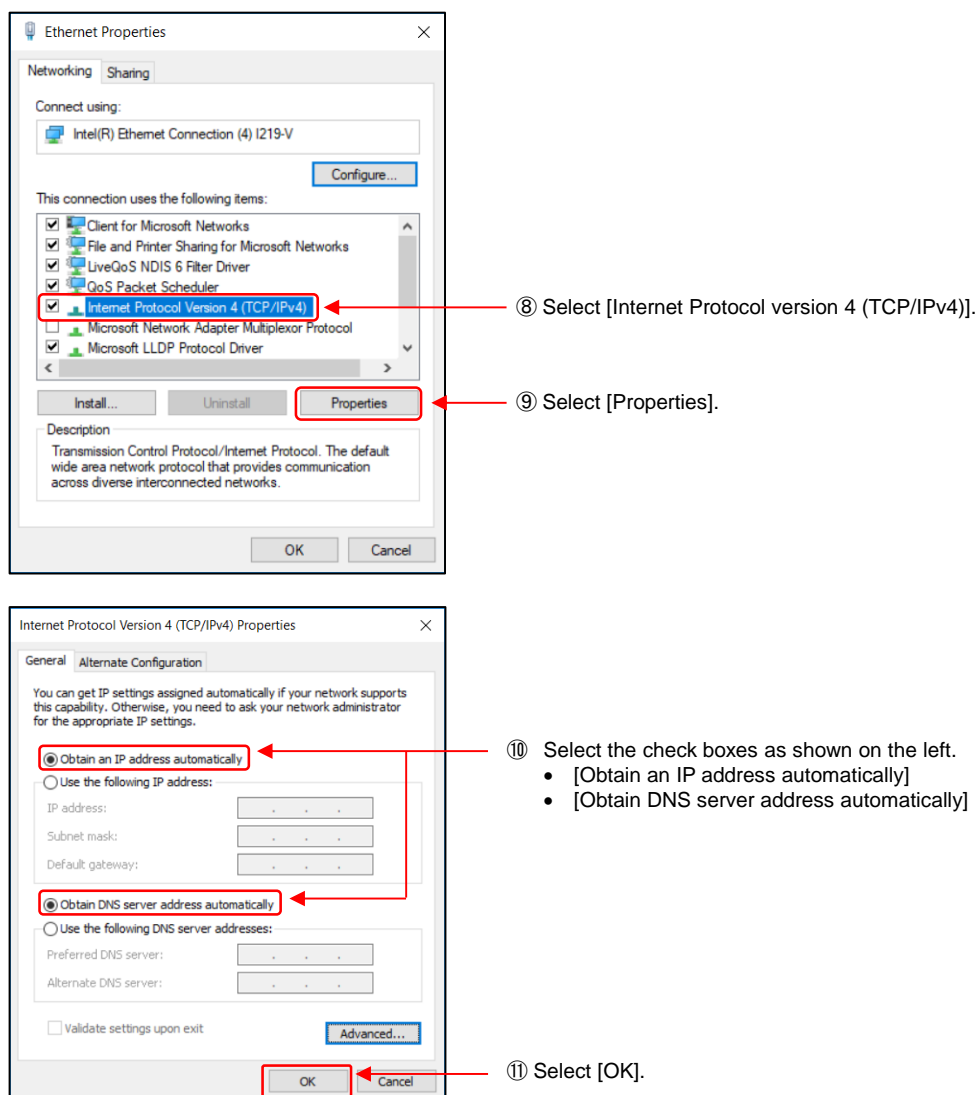 Ethernet Properties
Networking Sharing
Connect using:
Intel(R) Ethernet Connection (4) I219-V
Configure...
This connection uses the following items:
Client for Microsoft Networks
File and Printer Sharing for Microsoft Networks
LiveQoS NDIS 6 Filter Driver
QoS Packet Scheduler
Internet Protocol Version 4 (TCP/IPv4)
Microsoft Network Adapter Multiplexor Protocol
Microsoft LLDP Protocol Driver
Install... Uninstall Properties
Description
Transmission Control Protocol/Internet Protocol. The default
wide area network protocol that provides communication
across diverse interconnected networks.
OK Cancel
⑧ Select [Internet Protocol version 4 (TCP/IPv4)].
⑨ Select [Properties].
Internet Protocol Version 4 (TCP/IPv4) Properties
General Alternate Configuration
You can get IP settings assigned automatically if your network supports
this capability. Otherwise, you need to ask your network administrator
for the appropriate IP settings.
Obtain an IP address automatically
Use the following IP address:
IP address:
Subnet mask:
Default gateway:
Obtain DNS server address automatically
Use the following DNS server addresses:
Preferred DNS server:
Alternate DNS server:
Validate settings upon exit
Advanced...
OK Cancel
⑩ Select the check boxes as shown on the left.
• [Obtain an IP address automatically]
• [Obtain DNS server address automatically]
⑪ Select [OK].